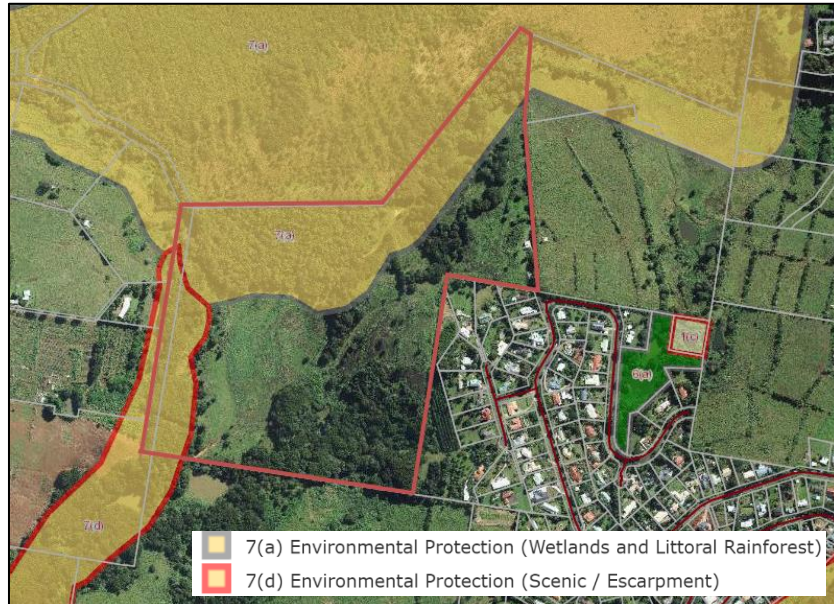 7(a)
7(a)
1(c)
6(a)
7(d)
7(a) Environmental Protection (Wetlands and Littoral Rainforest)
7(d) Environmental Protection (Scenic / Escarpment)